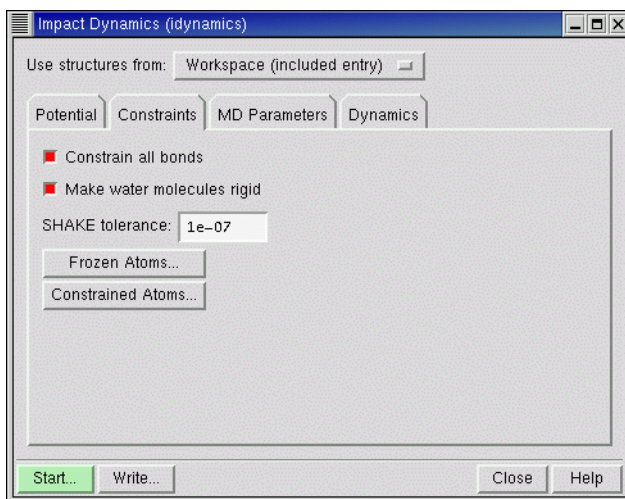 Impact Dynamics (idynamics)
Use structures from: Workspace (included entry)
Potential Constraints MD Parameters Dynamics
Constrain all bonds
Make water molecules rigid
SHAKE tolerance: 1e-07
Frozen Atoms...
Constrained Atoms...
Start... Write... Close Help